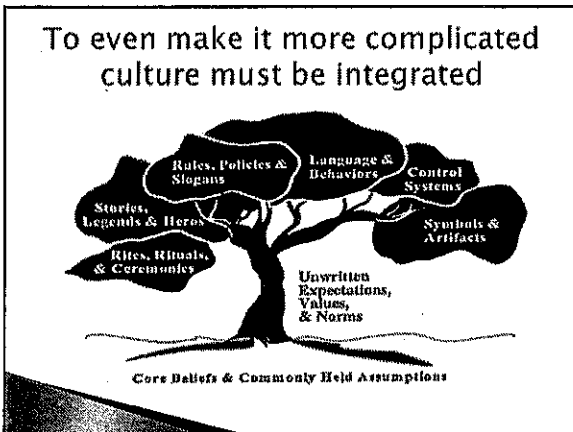 To even make it more complicated
culture must be integrated
Rules, Policies &
Slogans
Language &
Behaviors
Control
Systems
Stories,
Legends & Heros
Symbols &
Artifacts
Rites, Rituals,
& Ceremonies
Unwritten
Expectations,
Values,
& Norms
Core Beliefs & Commonly Held Assumptions